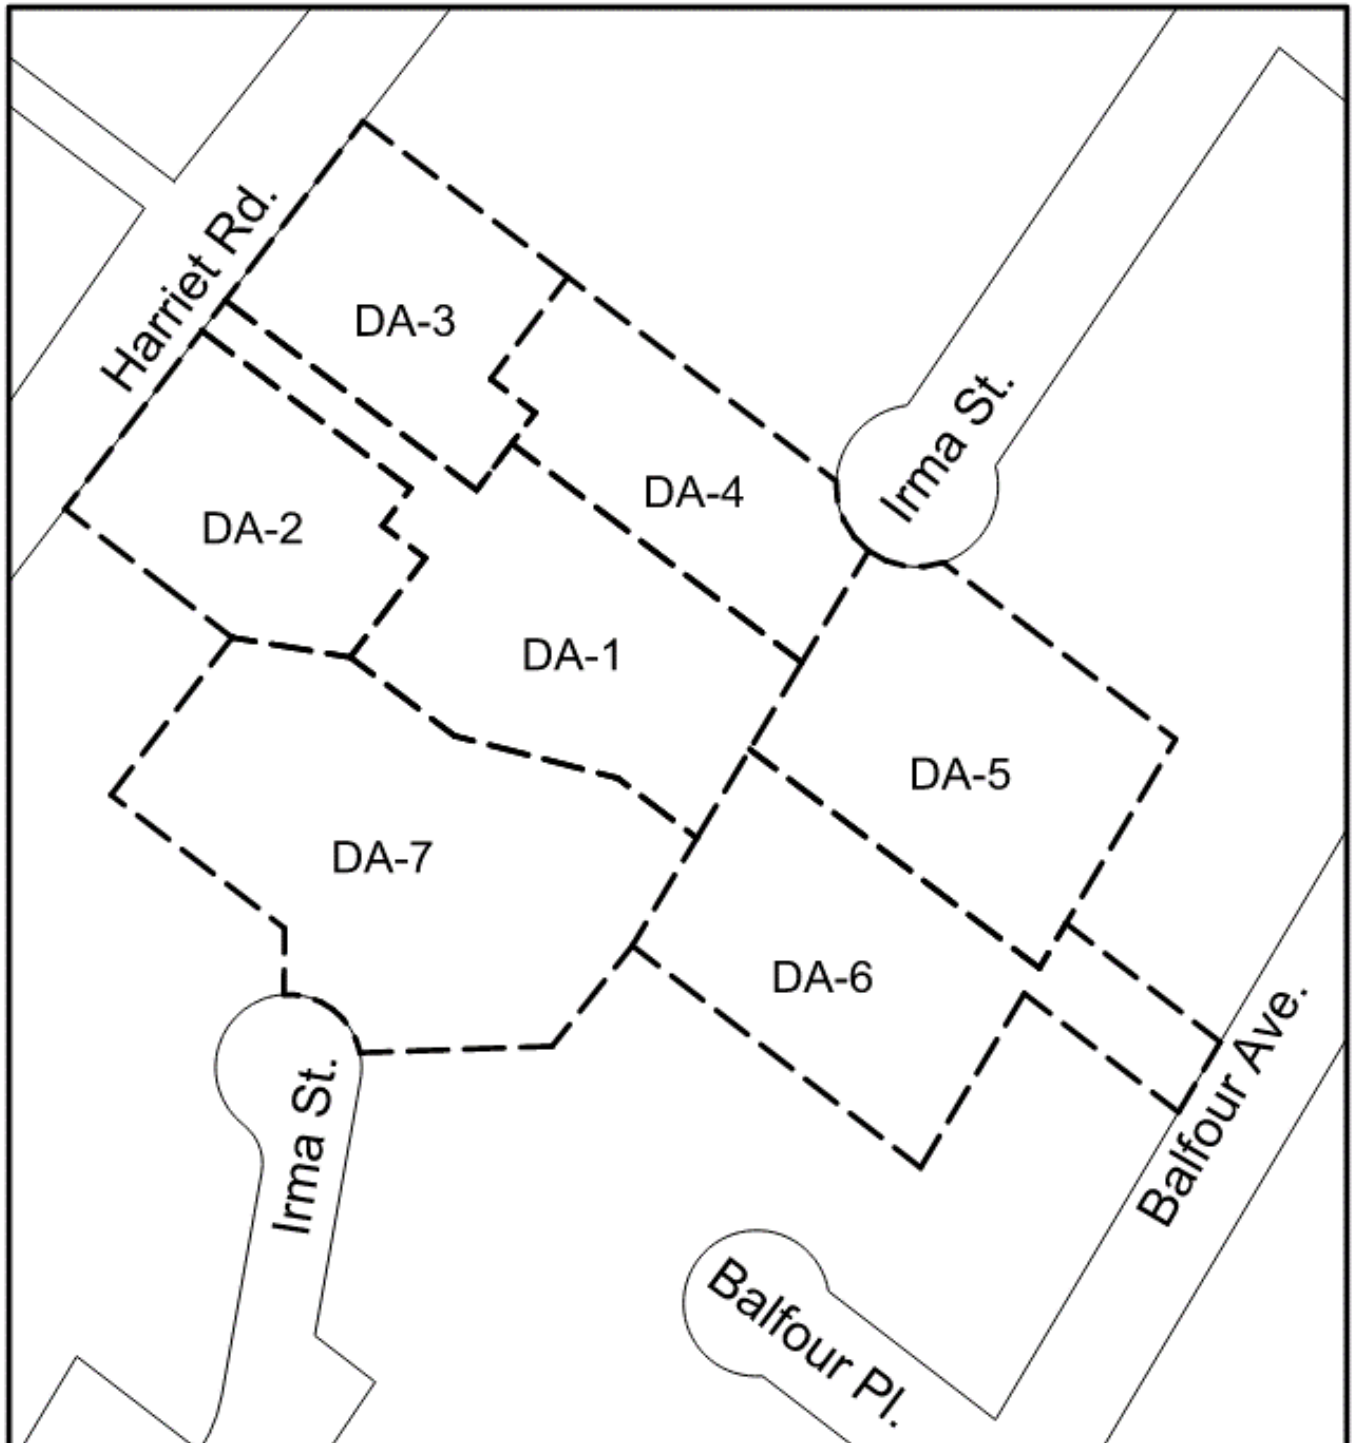 Harriet Rd.
DA-3
Irma St.
DA-4
DA-2
DA-1
DA-5
DA-7
DA-6
Irma St.
Balfour Ave.
Balfour Pl.